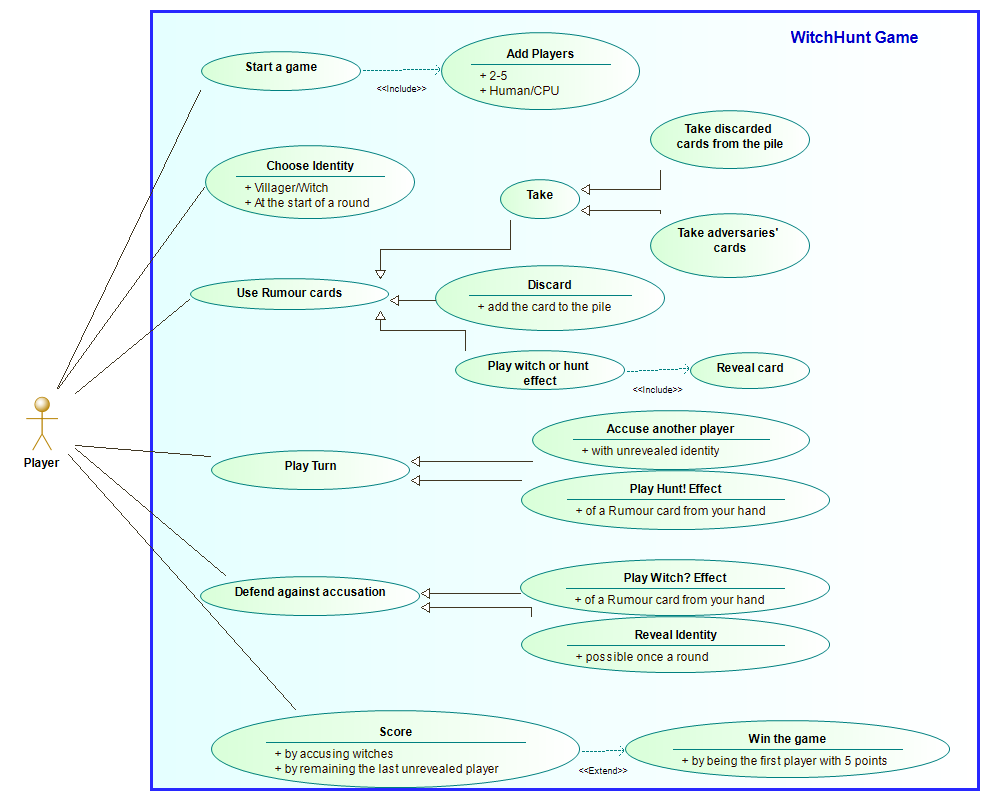 WitchHunt Game
Start a game
<<Include>>
Add Players
+ 2-5
+ Human/CPU
Take discarded
cards from the pile
Choose Identity
+ Villager/Witch
+ At the start of a round
Take
Take adversaries'
cards
Use Rumour cards
Discard
+ add the card to the pile
Play witch or hunt
effect
<<Include>>
Reveal card
Player
Accuse another player
+ with unrevealed identity
Play Turn
Play Hunt! Effect
+ of a Rumour card from your hand
Defend against accusation
Play Witch? Effect
+ of a Rumour card from your hand
Reveal Identity
+ possible once a round
Score
+ by accusing witches
+ by remaining the last unrevealed player
<<Extend>>
Win the game
+ by being the first player with 5 points